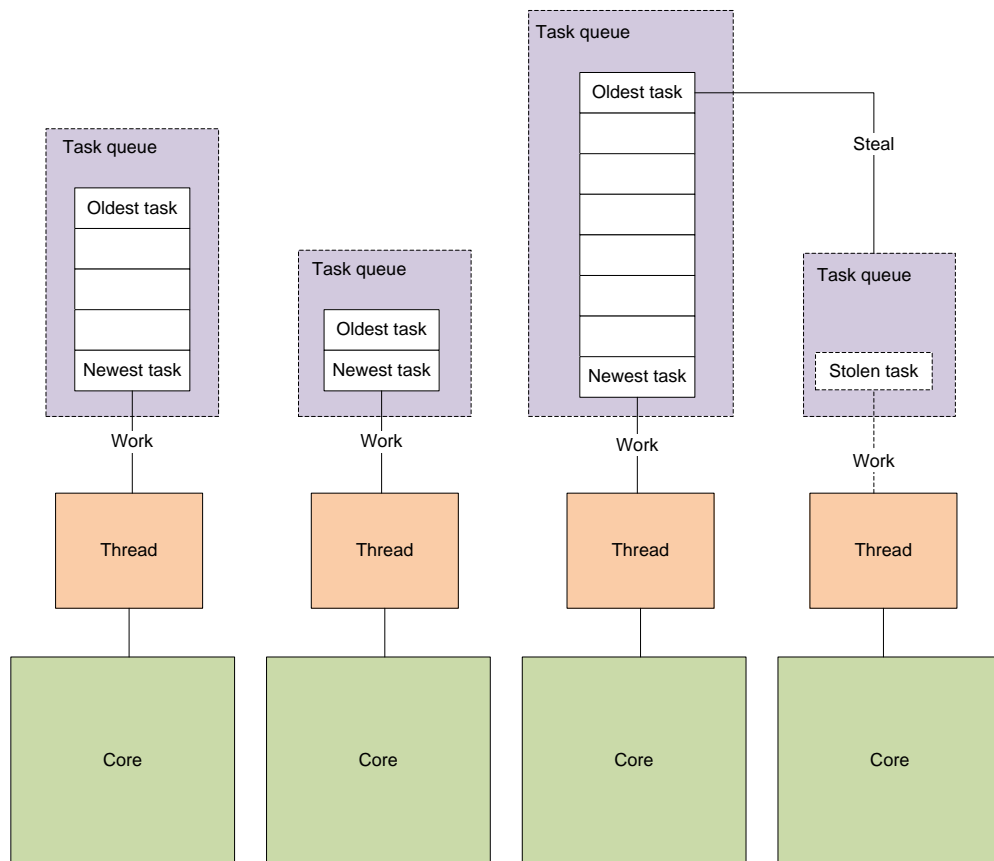 Task queue
Oldest task
Newest task
Work
Thread
Core
Task queue
Oldest task
Newest task
Work
Thread
Core
Task queue
Oldest task
Newest task
Work
Thread
Core
Steal
Task queue
Stolen task
Work
Thread
Core